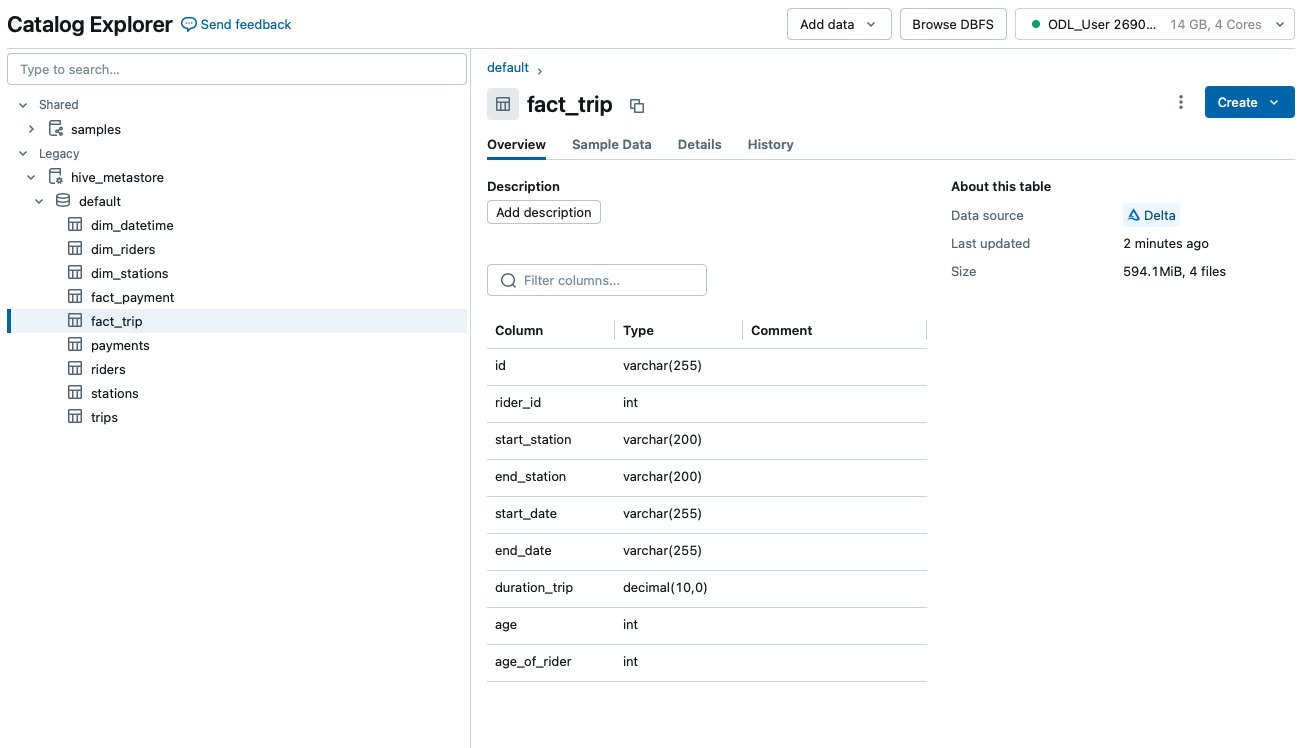 Catalog Explorer Send feedback
Add data Browse DBFS ODL_User 2690... 14 GB, 4 Cores
Type to search...
Shared
samples
Legacy
hive_metastore
default
dim_datetime
dim_riders
dim_stations
fact_payment
fact_trip
payments
riders
stations
trips
default
fact_trip
Create
Overview Sample Data Details History
Description
Add description
Filter columns...
Column Type Comment
id varchar(255)
rider_id int
start_station varchar(200)
end_station varchar(200)
start_date varchar(255)
end_date varchar(255)
duration_trip decimal(10,0)
age int
age_of_rider int
About this table
Data source Delta
Last updated 2 minutes ago
Size 594.1MiB, 4 files